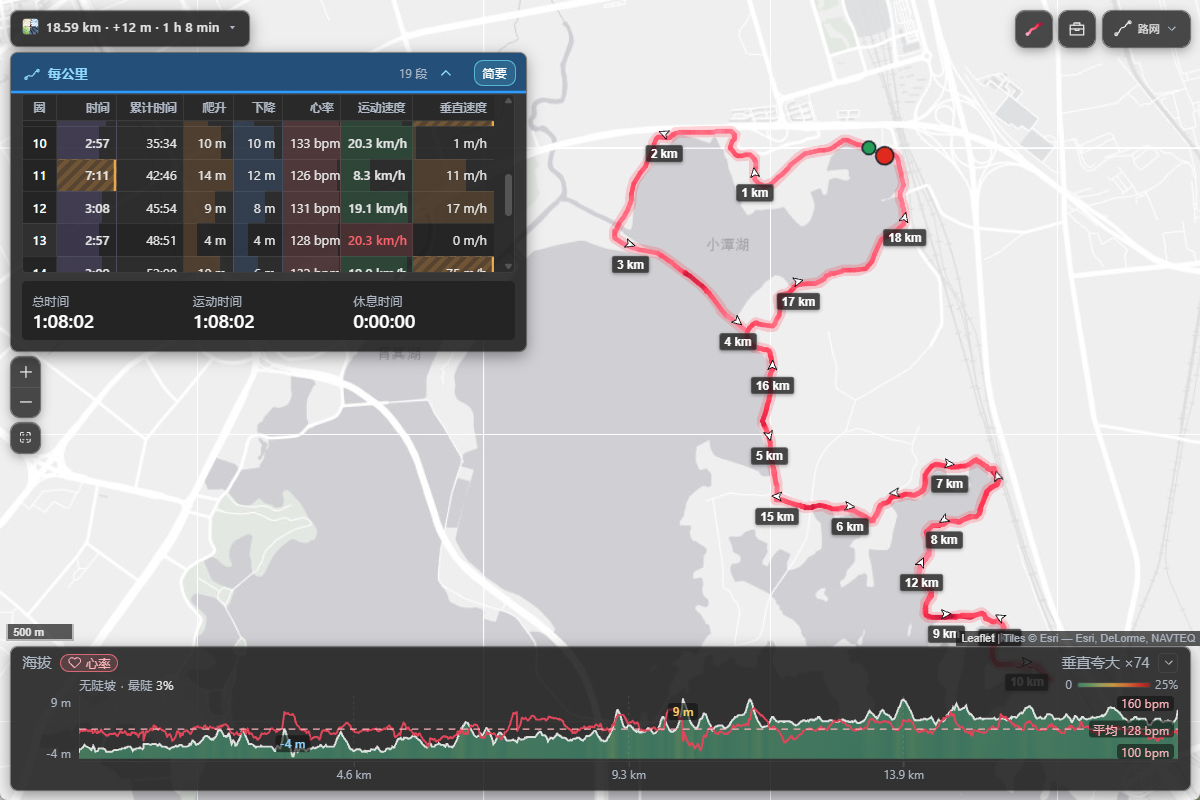 18.59 km · +12 m · 1 h 8 min
路网
每公里 19 段 简要
圆 时间 累计时间 爬升 下降 心率 运动速度 垂直速度
10 2:57 35:34 10 m 10 m 133 bpm 20.3 km/h 1 m/h
11 7:11 42:46 14 m 12 m 126 bpm 8.3 km/h 11 m/h
12 3:08 45:54 9 m 8 m 131 bpm 19.1 km/h 17 m/h
13 2:57 48:51 4 m 4 m 128 bpm 20.3 km/h 0 m/h
总时间 运动时间 休息时间
1:08:02 1:08:02 0:00:00
+
−
2 km
1 km
18 km
小潭湖
3 km
17 km
4 km
16 km
5 km
7 km
15 km
6 km
8 km
12 km
9 km
500 m
Leaflet | Tiles © Esri — Esri, DeLorme, NAVTEQ
10 km
海拔 心率
垂直夸大 ×74
无陡坡 · 最陡 3%
0 25%
9 m
-4 m
-4 m
9 m
160 bpm
平均 128 bpm
100 bpm
4.6 km 9.3 km 13.9 km